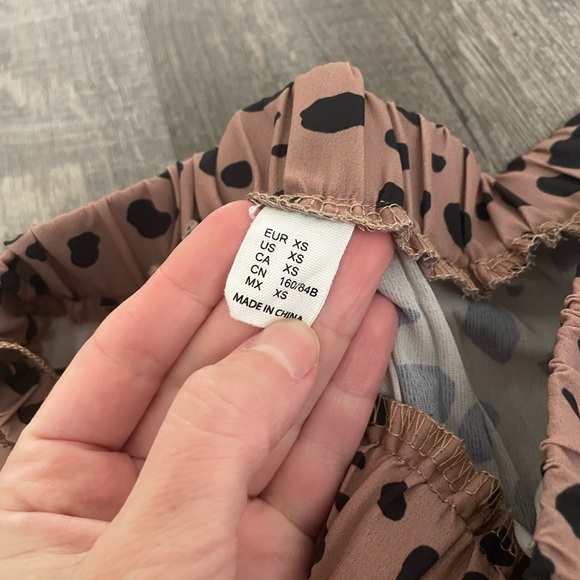 EUR XS
US XS
CA XS
CN 160/84B
MX XS
MADE IN CHINA